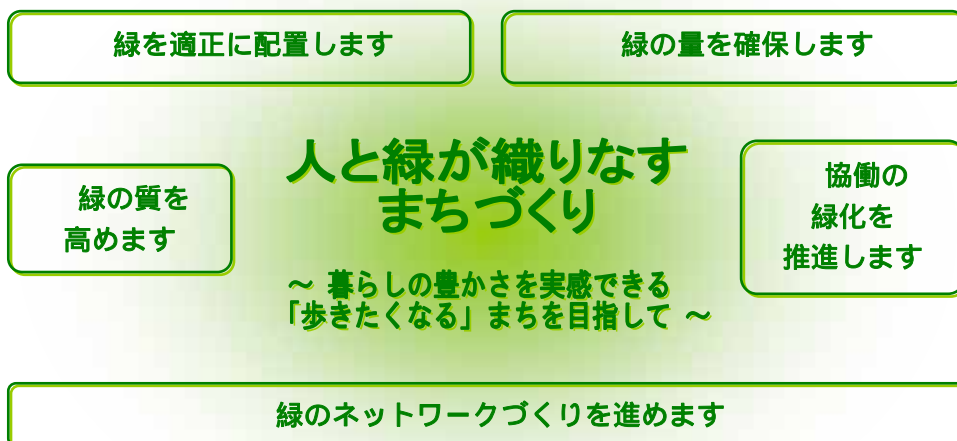 緑を適正に配置します
緑の量を確保します
人と緑が織りなす
まちづくり
緑の質を
高めます
協働の
緑化を
推進します
～ 暮らしの豊かさを実感できる
「歩きたくなる」まちを目指して ～
緑のネットワークづくりを進めます